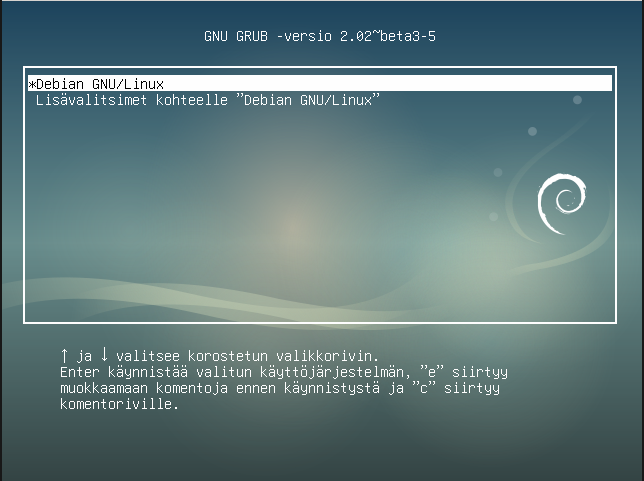 GNU GRUB -versio 2.02~beta3-5
*Debian GNU/Linux
Lisävalitsimet kohteelle ”Debian GNU/Linux”
↑ ja ↓ valitsee korostetun valikkorivin.
Enter käynnistää valitun käyttöjärjestelmän, ”e” siirtyy
muokkaamaan komentoja ennen käynnistystä ja ”c” siirtyy
komentoriville.